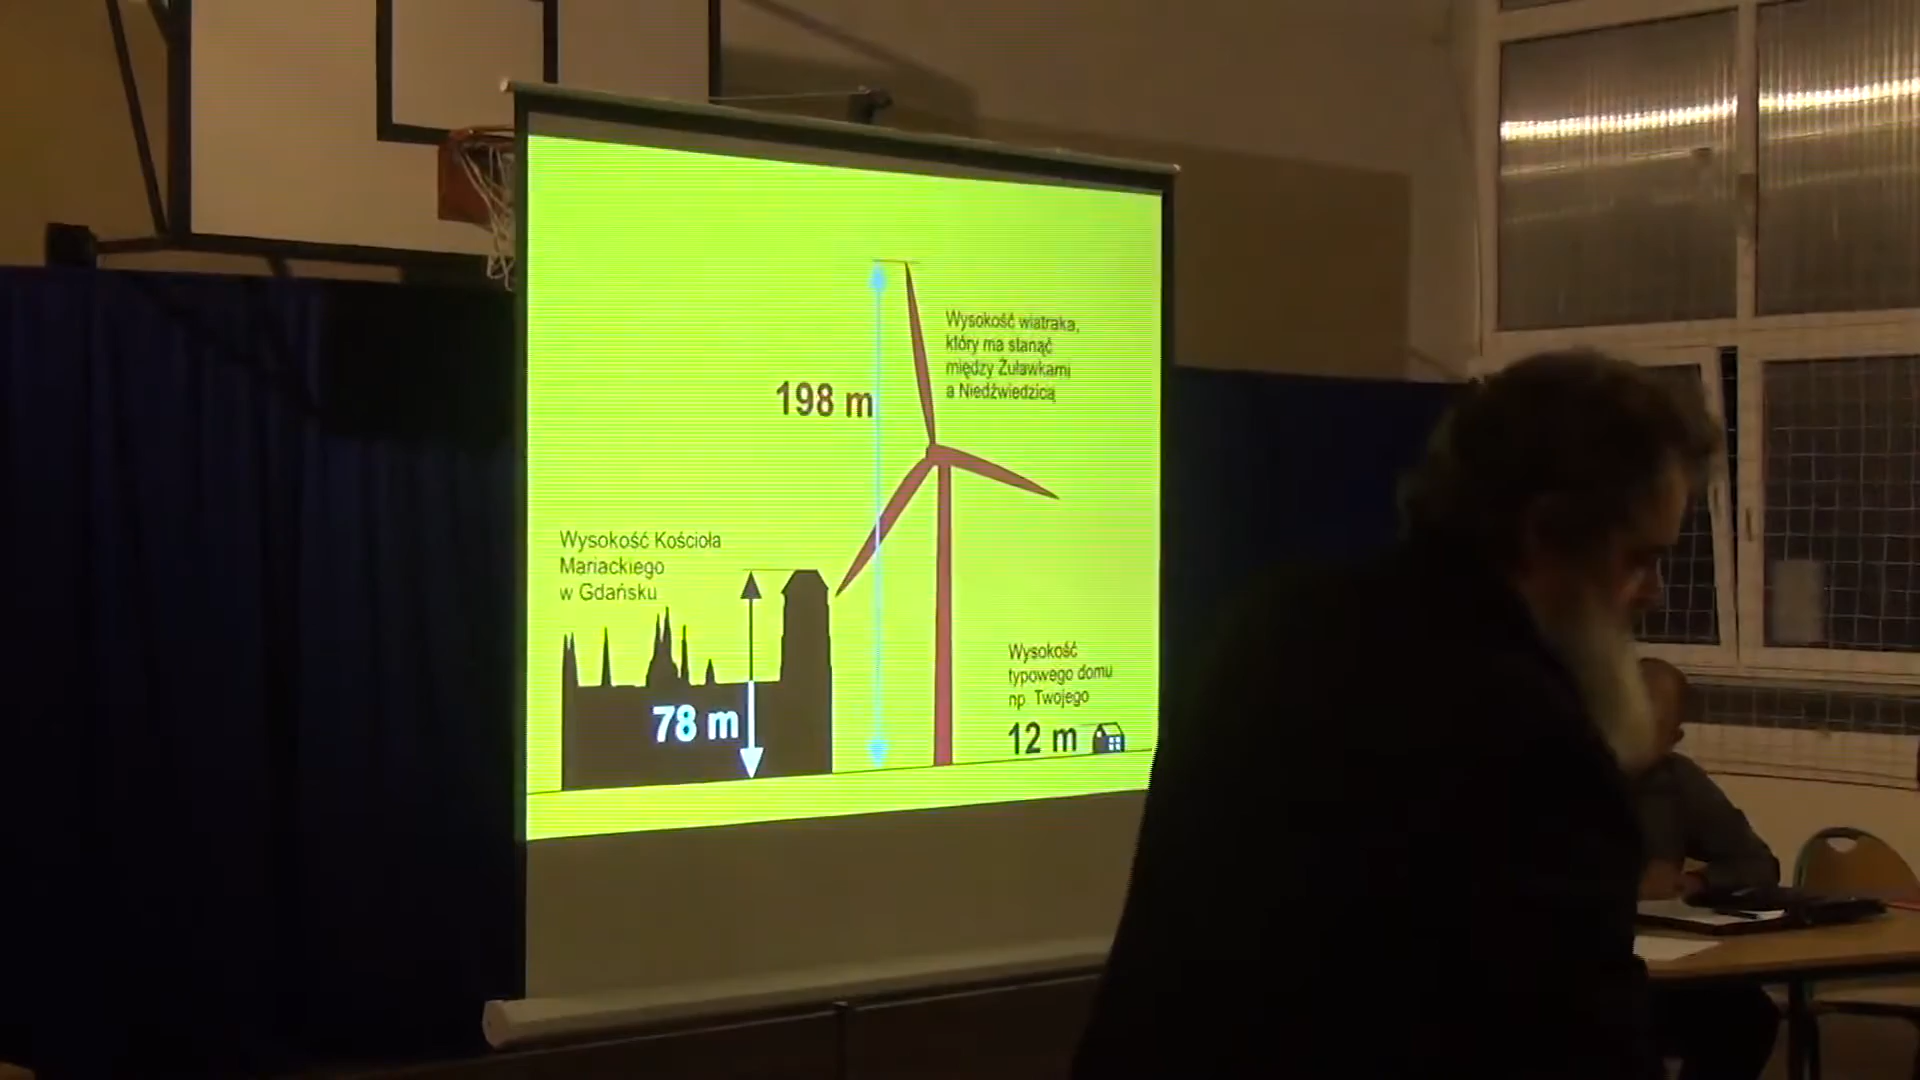 Wysokość wiatraka,
który ma stanąć
między Żuławkami
a Niedźwiedzicą
198 m
Wysokość Kościoła
Mariackiego
w Gdańsku
78 m
Wysokość
typowego domu
np Twojego
12 m